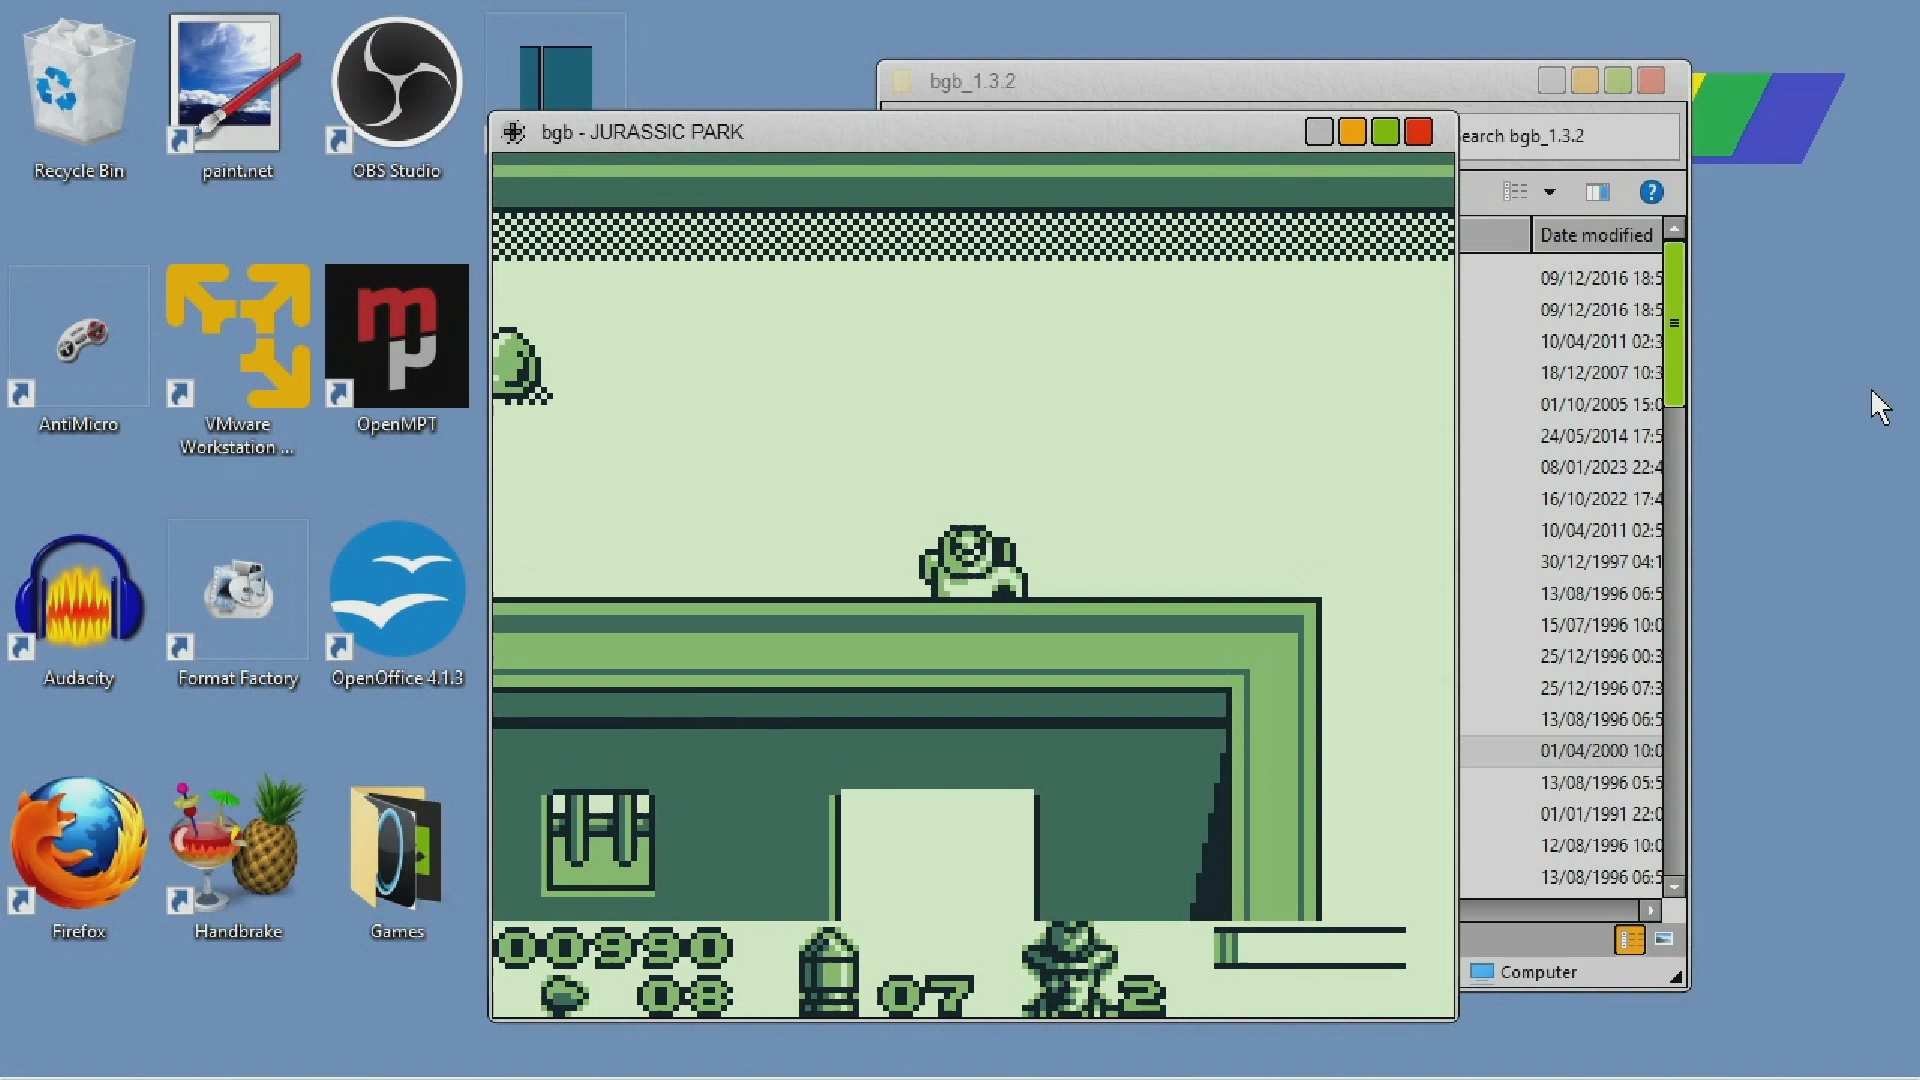 Recycle Bin
paint.net
OBS Studio
AntiMicro
VMware
Workstation ...
OpenMPT
Audacity
Format Factory
OpenOffice 4.1.3
Firefox
Handbrake
Games
bgb_1.3.2
earch bgb_1.3.2
Date modified
09/12/2016 18:5
09/12/2016 18:5
10/04/2011 02:3
18/12/2007 10:3
01/10/2005 15:0
24/05/2014 17:5
08/01/2023 22:4
16/10/2022 17:4
10/04/2011 02:5
30/12/1997 04:1
13/08/1996 06:5
15/07/1996 10:0
25/12/1996 00:3
25/12/1996 07:3
13/08/1996 06:5
01/04/2000 10:0
13/08/1996 05:5
01/01/1991 22:0
12/08/1996 10:0
13/08/1996 06:5
Computer
bgb - JURASSIC PARK
00990
08
07
2